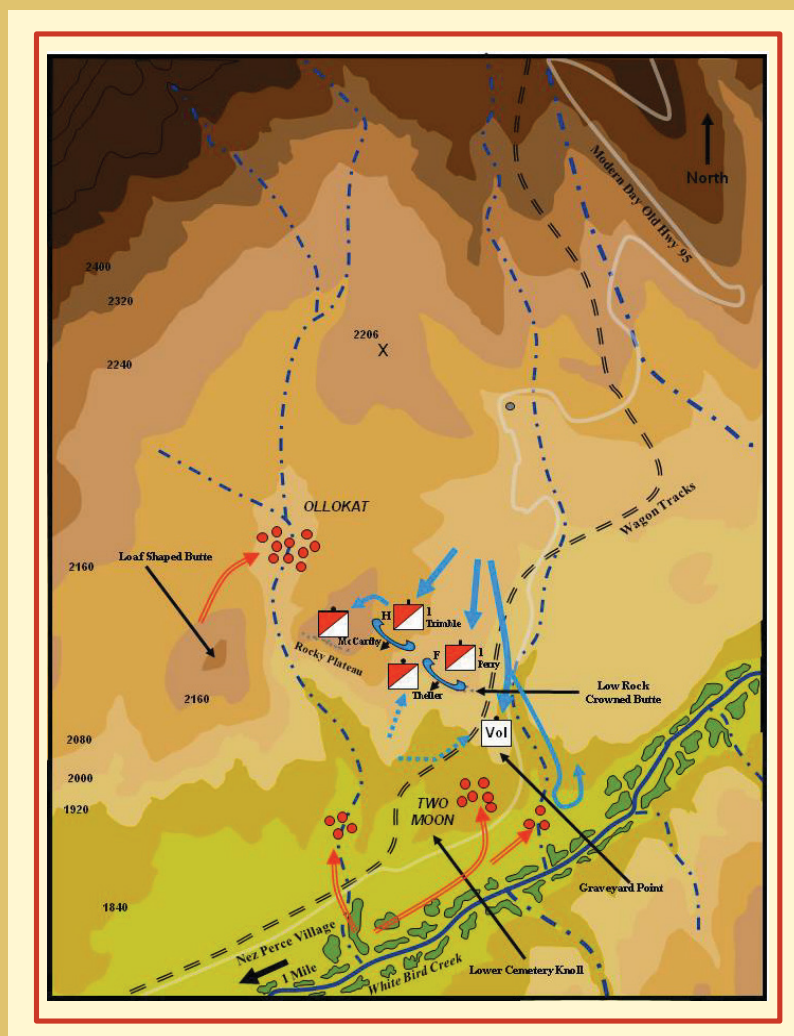 North
Modern Day Old Hwy 95
2400
2320
2206
X
2240
OLLOKAT
Wagon Tracks
Loaf Shaped Butte
2160
H
1
Trimble
McCarthy
Rocky Plateau
F
1
Perry
Theller
Low Rock
Crowned Butte
2160
Vol
2080
2000
1920
TWO
MOON
Graveyard Point
1840
Nez Perce Village
1 Mile
White Bird Creek
Lower Cemetery Knoll